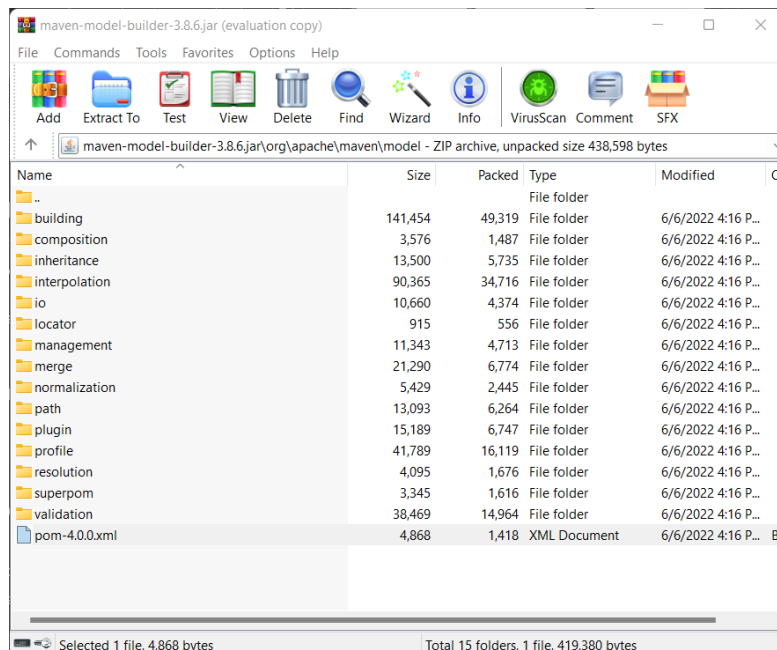 maven-model-builder-3.8.6.jar (evaluation copy)
File Commands Tools Favorites Options Help
Add Extract To Test View Delete Find Wizard Info VirusScan Comment SFX
maven-model-builder-3.8.6.jar\org\apache\maven\model - ZIP archive, unpacked size 438,598 bytes
Name Size Packed Type Modified C
.. File folder
building 141,454 49,319 File folder 6/6/2022 4:16 P...
composition 3,576 1,487 File folder 6/6/2022 4:16 P...
inheritance 13,500 5,735 File folder 6/6/2022 4:16 P...
interpolation 90,365 34,716 File folder 6/6/2022 4:16 P...
io 10,660 4,374 File folder 6/6/2022 4:16 P...
locator 915 556 File folder 6/6/2022 4:16 P...
management 11,343 4,713 File folder 6/6/2022 4:16 P...
merge 21,290 6,774 File folder 6/6/2022 4:16 P...
normalization 5,429 2,445 File folder 6/6/2022 4:16 P...
path 13,093 6,264 File folder 6/6/2022 4:16 P...
plugin 15,189 6,747 File folder 6/6/2022 4:16 P...
profile 41,789 16,119 File folder 6/6/2022 4:16 P...
resolution 4,095 1,676 File folder 6/6/2022 4:16 P...
superpom 3,345 1,616 File folder 6/6/2022 4:16 P...
validation 38,469 14,964 File folder 6/6/2022 4:16 P...
pom-4.0.0.xml 4,868 1,418 XML Document 6/6/2022 4:16 P...
Selected 1 file, 4,868 bytes Total 15 folders, 1 file, 419,380 bytes